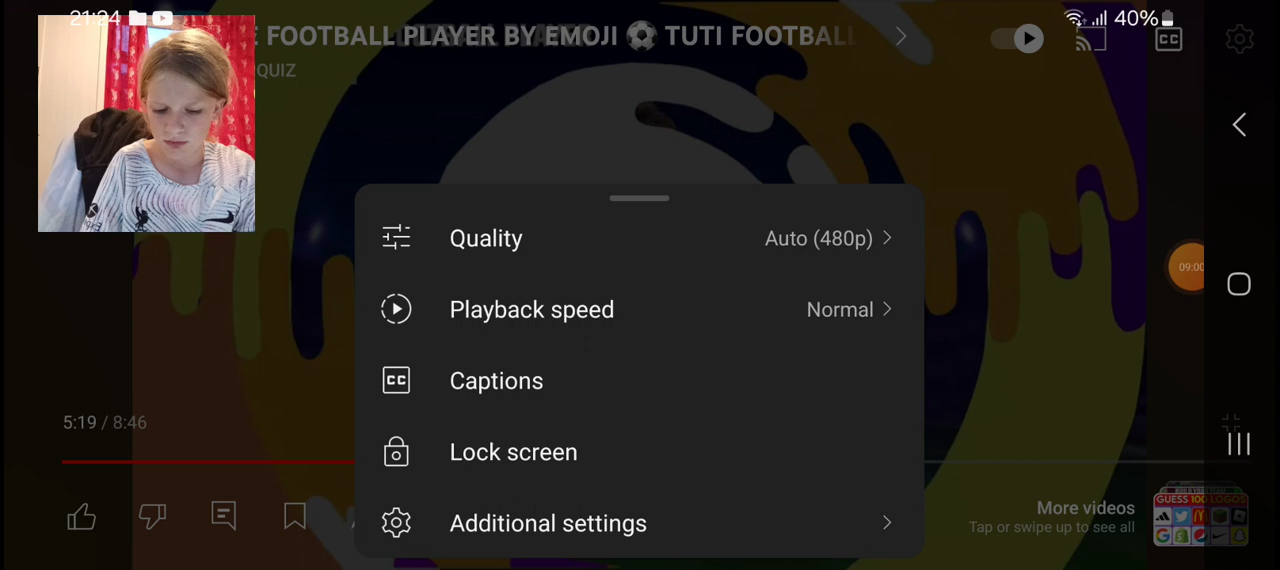 21:24
40%
FOOTBALL PLAYER BY EMOJI ⚽ TUTI FOOTBALL
QUIZ
CC
Quality
Auto (480p)
Playback speed
Normal
09:00
CC
Captions
5:19 / 8:46
Lock screen
Additional settings
More videos
Tap or swipe up to see all
GUESS 100 LOGOS